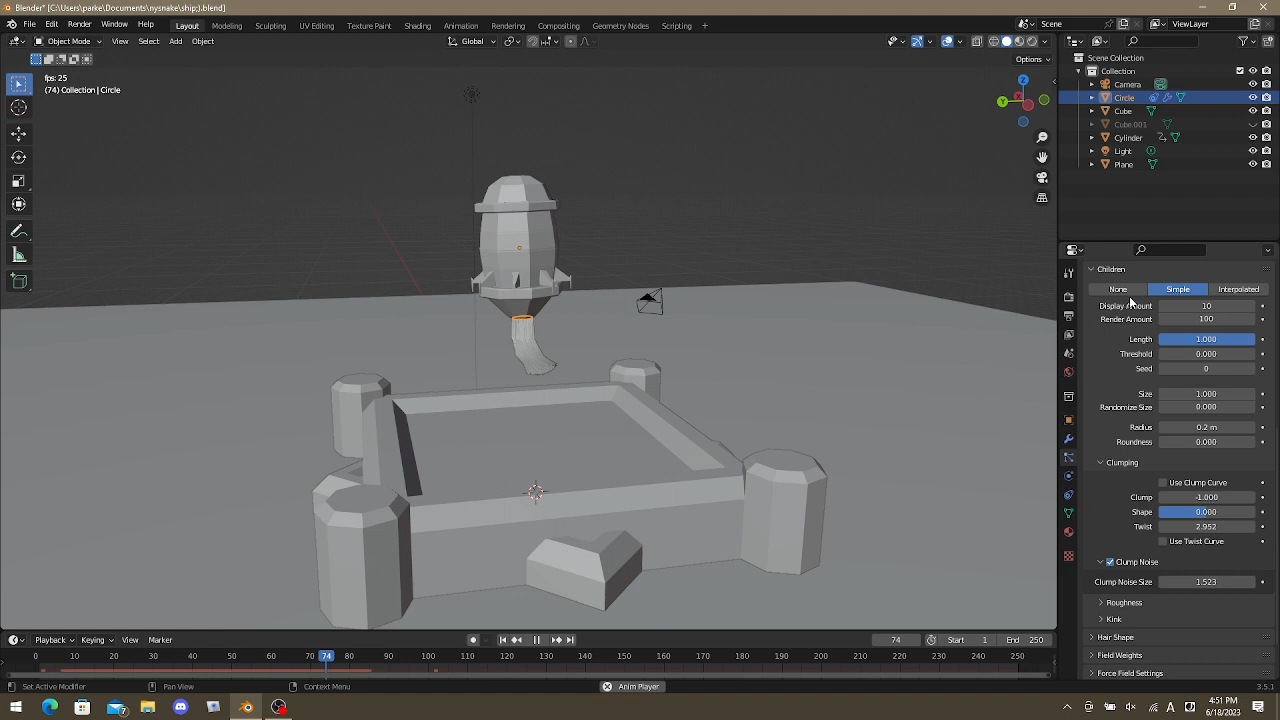 Blender* [C:\Users\parke\nysnake\ship;).blend]
File Edit Render Window Help Layout Modeling Sculpting UV Editing Texture Paint Shading Animation Rendering Compositing Geometry Nodes Scripting + Scene ViewLayer
Object Mode View Select Add Object Global
Options
fps: 25
(74) Collection | Circle
Z
Y
X
Scene Collection
Collection
Camera
Circle
Cube
Cube.001
Cylinder
Light
Plane
Children
None Simple Interpolated
Display Amount 10
Render Amount 100
Length 1.000
Threshold 0.000
Seed 0
Size 1.000
Randomize Size 0.000
Radius 0.2 m
Roundness 0.000
Clumping
Use Clump Curve
Clump -1.000
Shape 0.000
Twist 2.952
Use Twist Curve
Clump Noise
Clump Noise Size 1.523
Roughness
Kink
Hair Shape
Field Weights
Force Field Settings
Playback Keying View Marker 74 Start 1 End 250
0 10 20 30 40 50 60 70 74 80 90 100 110 120 130 140 150 160 170 180 190 200 210 220 230 240 250
Set Active Modifier Pan View Context Menu Anim Player 3.5.1
7
A
4:51 PM
6/18/2023